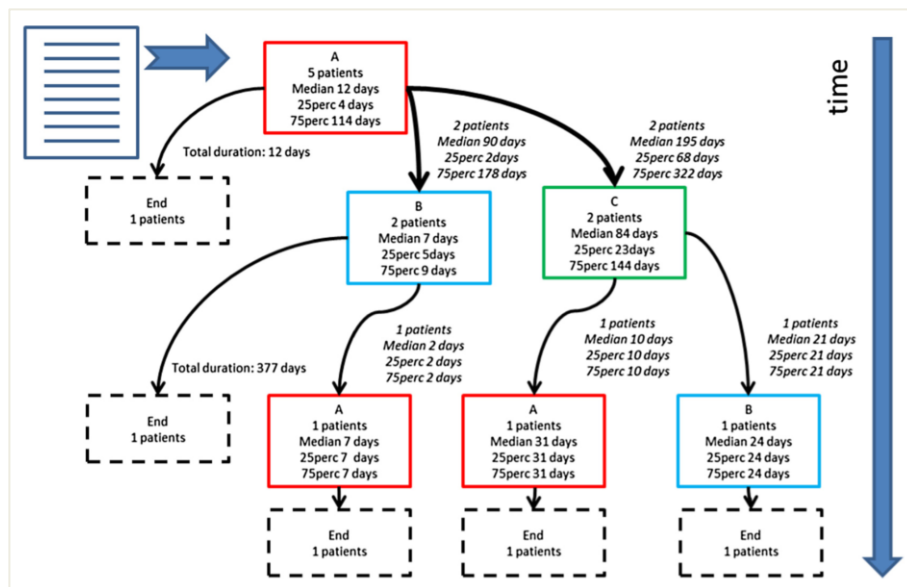 time
A
5 patients
Median 12 days
25perc 4 days
75perc 114 days
Total duration: 12 days
2 patients
Median 90 days
25perc 2days
75perc 178 days
2 patients
Median 195 days
25perc 68 days
75perc 322 days
End
1 patients
B
2 patients
Median 7 days
25perc 5days
75perc 9 days
C
2 patients
Median 84 days
25perc 23days
75perc 144 days
Total duration: 377 days
1 patients
Median 2 days
25perc 2 days
75perc 2 days
1 patients
Median 10 days
25perc 10 days
75perc 10 days
1 patients
Median 21 days
25perc 21 days
75perc 21 days
End
1 patients
A
1 patients
Median 7 days
25perc 7 days
75perc 7 days
A
1 patients
Median 31 days
25perc 31 days
75perc 31 days
B
1 patients
Median 24 days
25perc 24 days
75perc 24 days
End
1 patients
End
1 patients
End
1 patients